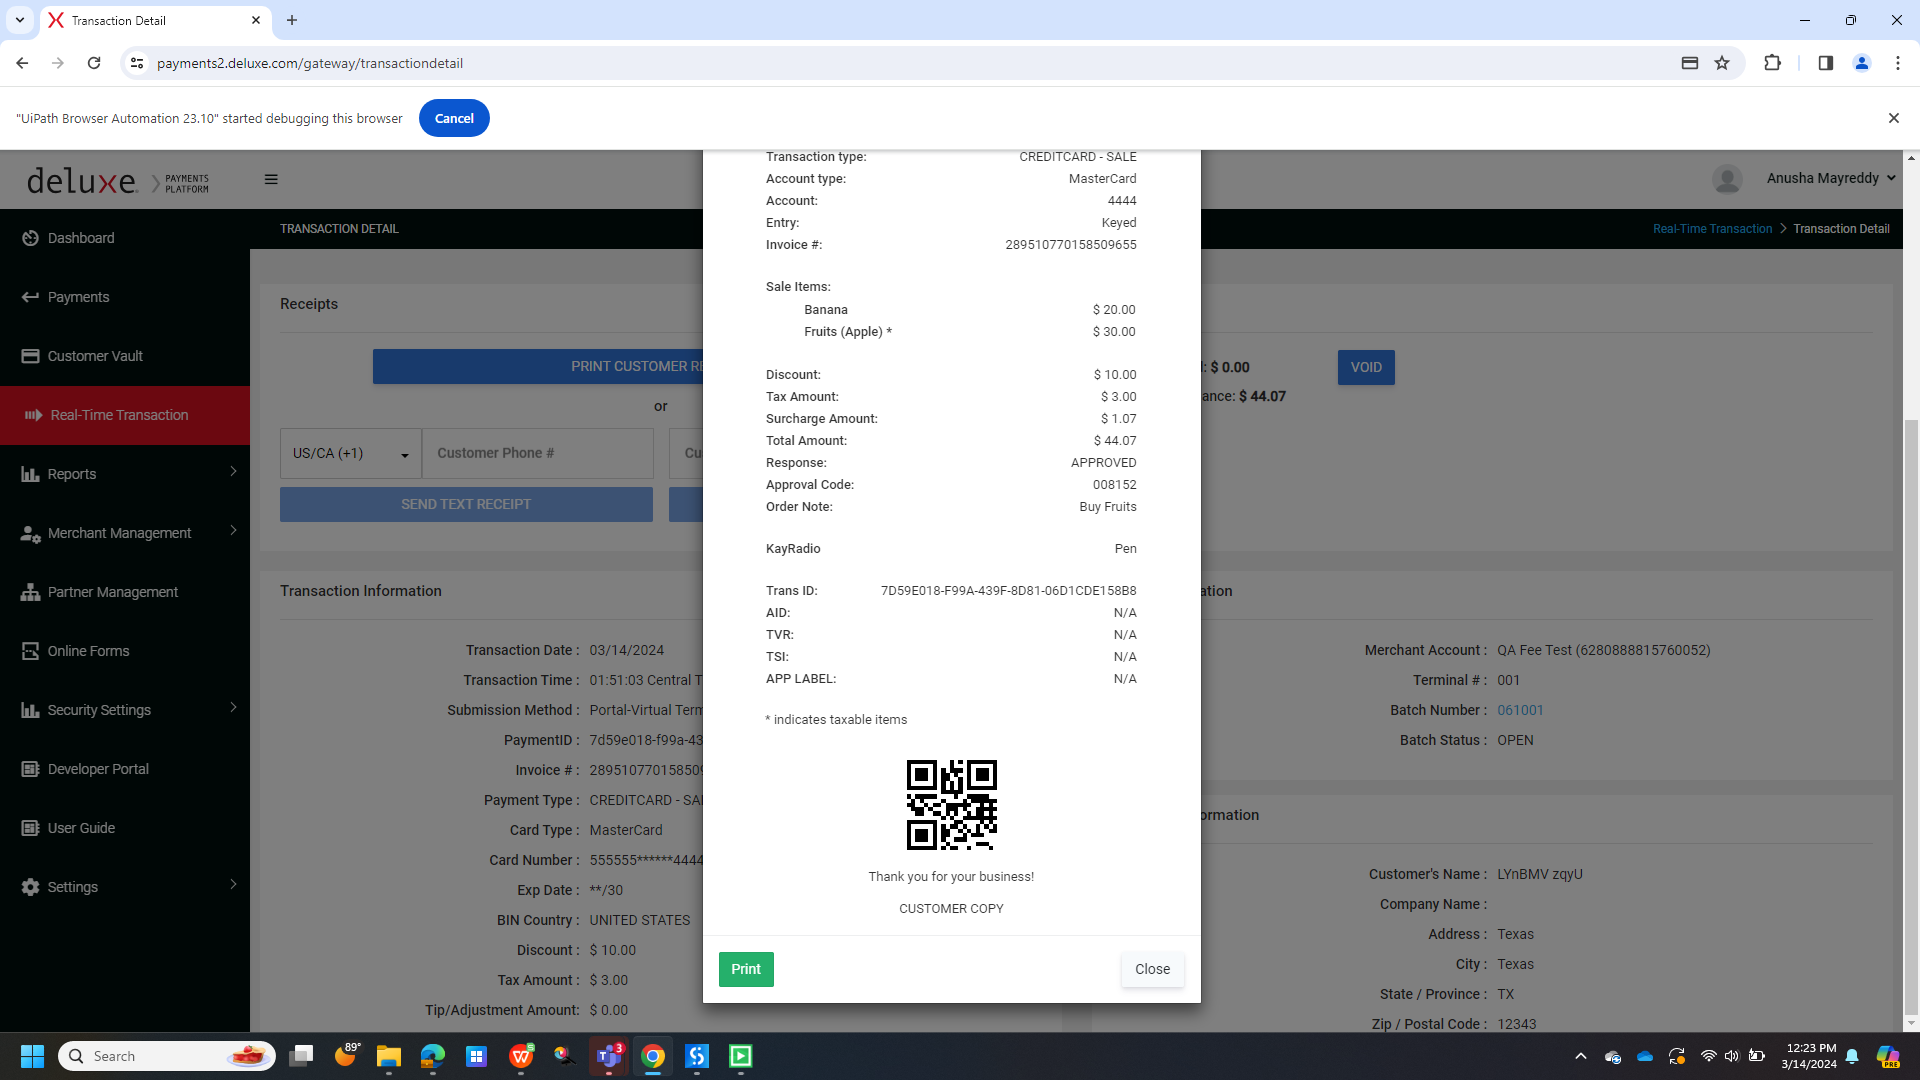 Transaction Detail
payments2.deluxe.com/gateway/transactiondetail
"UiPath Browser Automation 23.10" started debugging this browser
Cancel
deluxe. PAYMENTS PLATFORM
Anusha Mayreddy
Dashboard
Payments
Customer Vault
Real-Time Transaction
Reports
Merchant Management
Partner Management
Online Forms
Security Settings
Developer Portal
User Guide
Settings
TRANSACTION DETAIL
Real-Time Transaction > Transaction Detail
Receipts
PRINT CUSTOMER RE
or
US/CA (+1)
Customer Phone #
Cu
SEND TEXT RECEIPT
: $ 0.00
VOID
ance: $ 44.07
Transaction Information
Transaction Date : 03/14/2024
Transaction Time : 01:51:03 Central T
Submission Method : Portal-Virtual Term
PaymentID : 7d59e018-f99a-43
Invoice # : 289510770158509
Payment Type : CREDITCARD - SAL
Card Type : MasterCard
Card Number : 555555******4444
Exp Date : **/30
BIN Country : UNITED STATES
Discount : $ 10.00
Tax Amount : $ 3.00
Tip/Adjustment Amount: $ 0.00
Transaction type: CREDITCARD - SALE
Account type: MasterCard
Account: 4444
Entry: Keyed
Invoice #: 289510770158509655
Sale Items:
Banana $ 20.00
Fruits (Apple) * $ 30.00
Discount: $ 10.00
Tax Amount: $ 3.00
Surcharge Amount: $ 1.07
Total Amount: $ 44.07
Response: APPROVED
Approval Code: 008152
Order Note: Buy Fruits
KayRadio Pen
Trans ID: 7D59E018-F99A-439F-8D81-06D1CDE158B8
AID: N/A
TVR: N/A
TSI: N/A
APP LABEL: N/A
* indicates taxable items
Thank you for your business!
CUSTOMER COPY
Print
Close
ation
Merchant Account : QA Fee Test (6280888815760052)
Terminal # : 001
Batch Number : 061001
Batch Status : OPEN
ormation
Customer's Name : LYnBMV zqyU
Company Name :
Address : Texas
City : Texas
State / Province : TX
Zip / Postal Code : 12343
Search
89°
3
12:23 PM
3/14/2024
PRE